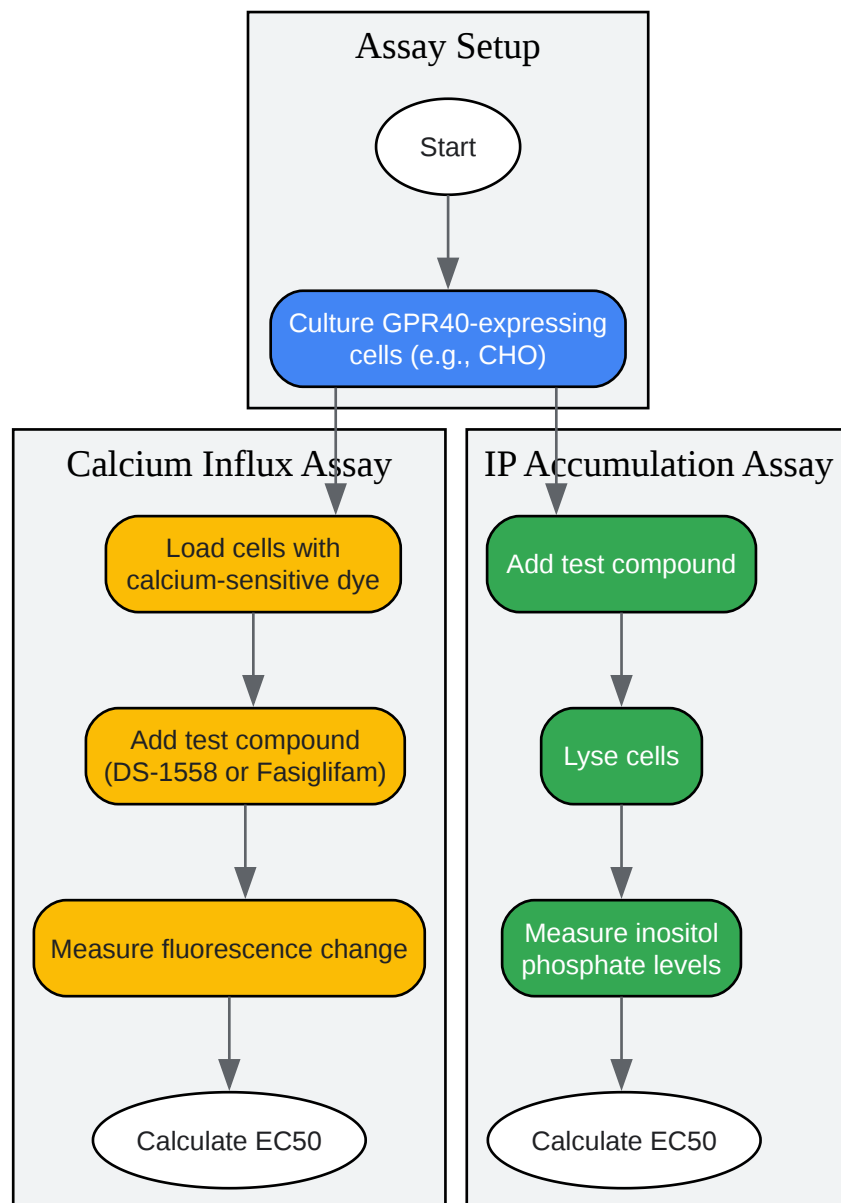 Assay Setup
Start
Culture GPR40-expressing
cells (e.g., CHO)
Calcium Influx Assay
Load cells with
calcium-sensitive dye
Add test compound
(DS-1558 or Fasiglifam)
Measure fluorescence change
Calculate EC50
IP Accumulation Assay
Add test compound
Lyse cells
Measure inositol
phosphate levels
Calculate EC50